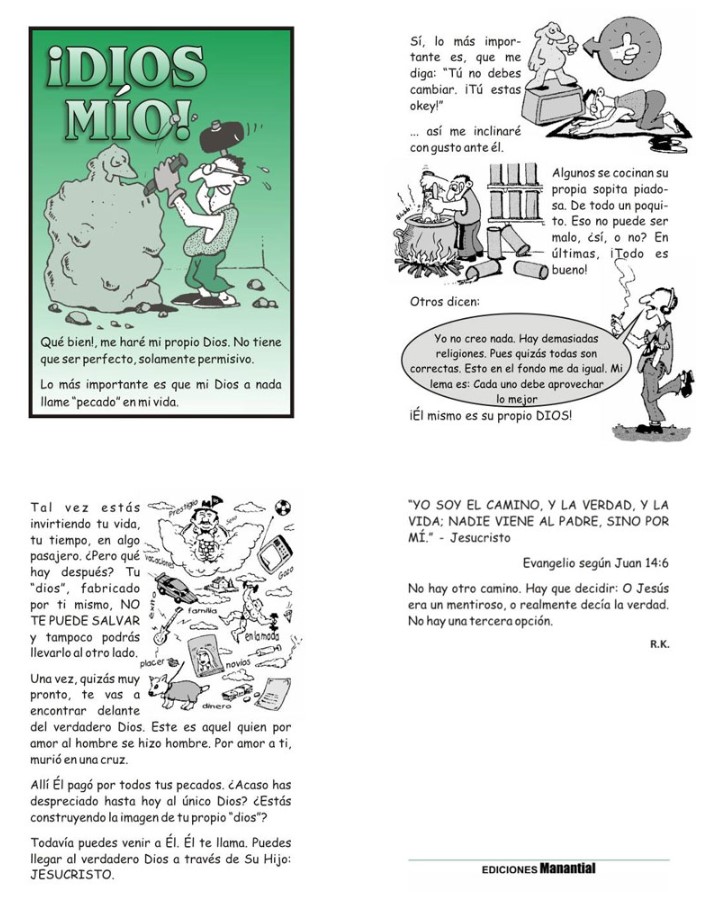 ¡DIOS
MÍO!
Qué bien!, me haré mi propio Dios. No tiene
que ser perfecto, solamente permisivo.
Lo más importante es que mi Dios a nada
llame “pecado” en mi vida.
Sí, lo más impor-
tante es, que me
diga: “Tú no debes
cambiar. ¡Tú estas
okey!”
... así me inclinaré
con gusto ante él.
Algunos se cocinan su
propia sopita piado-
sa. De todo un poqui-
to. Eso no puede ser
malo, ¿sí, o no? En
últimas, ¡Todo es
bueno!
Otros dicen:
Yo no creo nada. Hay demasiadas
religiones. Pues quizás todas son
correctas. Esto en el fondo me da igual. Mi
lema es: Cada uno debe aprovechar
lo mejor
¡Él mismo es su propio DIOS!
Tal vez estás
invirtiendo tu vida,
tu tiempo, en algo
pasajero. ¿Pero qué
hay después? Tu
“dios”, fabricado
por ti mismo, NO
TE PUEDE SALVAR
y tampoco podrás
llevarlo al otro lado.
Una vez, quizás muy
pronto, te vas a
encontrar delante
del verdadero Dios. Este es aquel quien por
amor al hombre se hizo hombre. Por amor a ti,
murió en una cruz.
Allí Él pagó por todos tus pecados. ¿Acaso has
despreciado hasta hoy al único Dios? ¿Estás
construyendo la imagen de tu propio “dios”?
Todavía puedes venir a Él. Él te llama. Puedes
llegar al verdadero Dios a través de Su Hijo:
JESUCRISTO.
Prestigio
vacaciones
Gozo
éxito
familia
en la moda
placer
novios
dinero
“YO SOY EL CAMINO, Y LA VERDAD, Y LA
VIDA; NADIE VIENE AL PADRE, SINO POR
MÍ.” - Jesucristo
Evangelio según Juan 14:6
No hay otro camino. Hay que decidir: O Jesús
era un mentiroso, o realmente decía la verdad.
No hay una tercera opción.
R.K.
EDICIONES Manantial